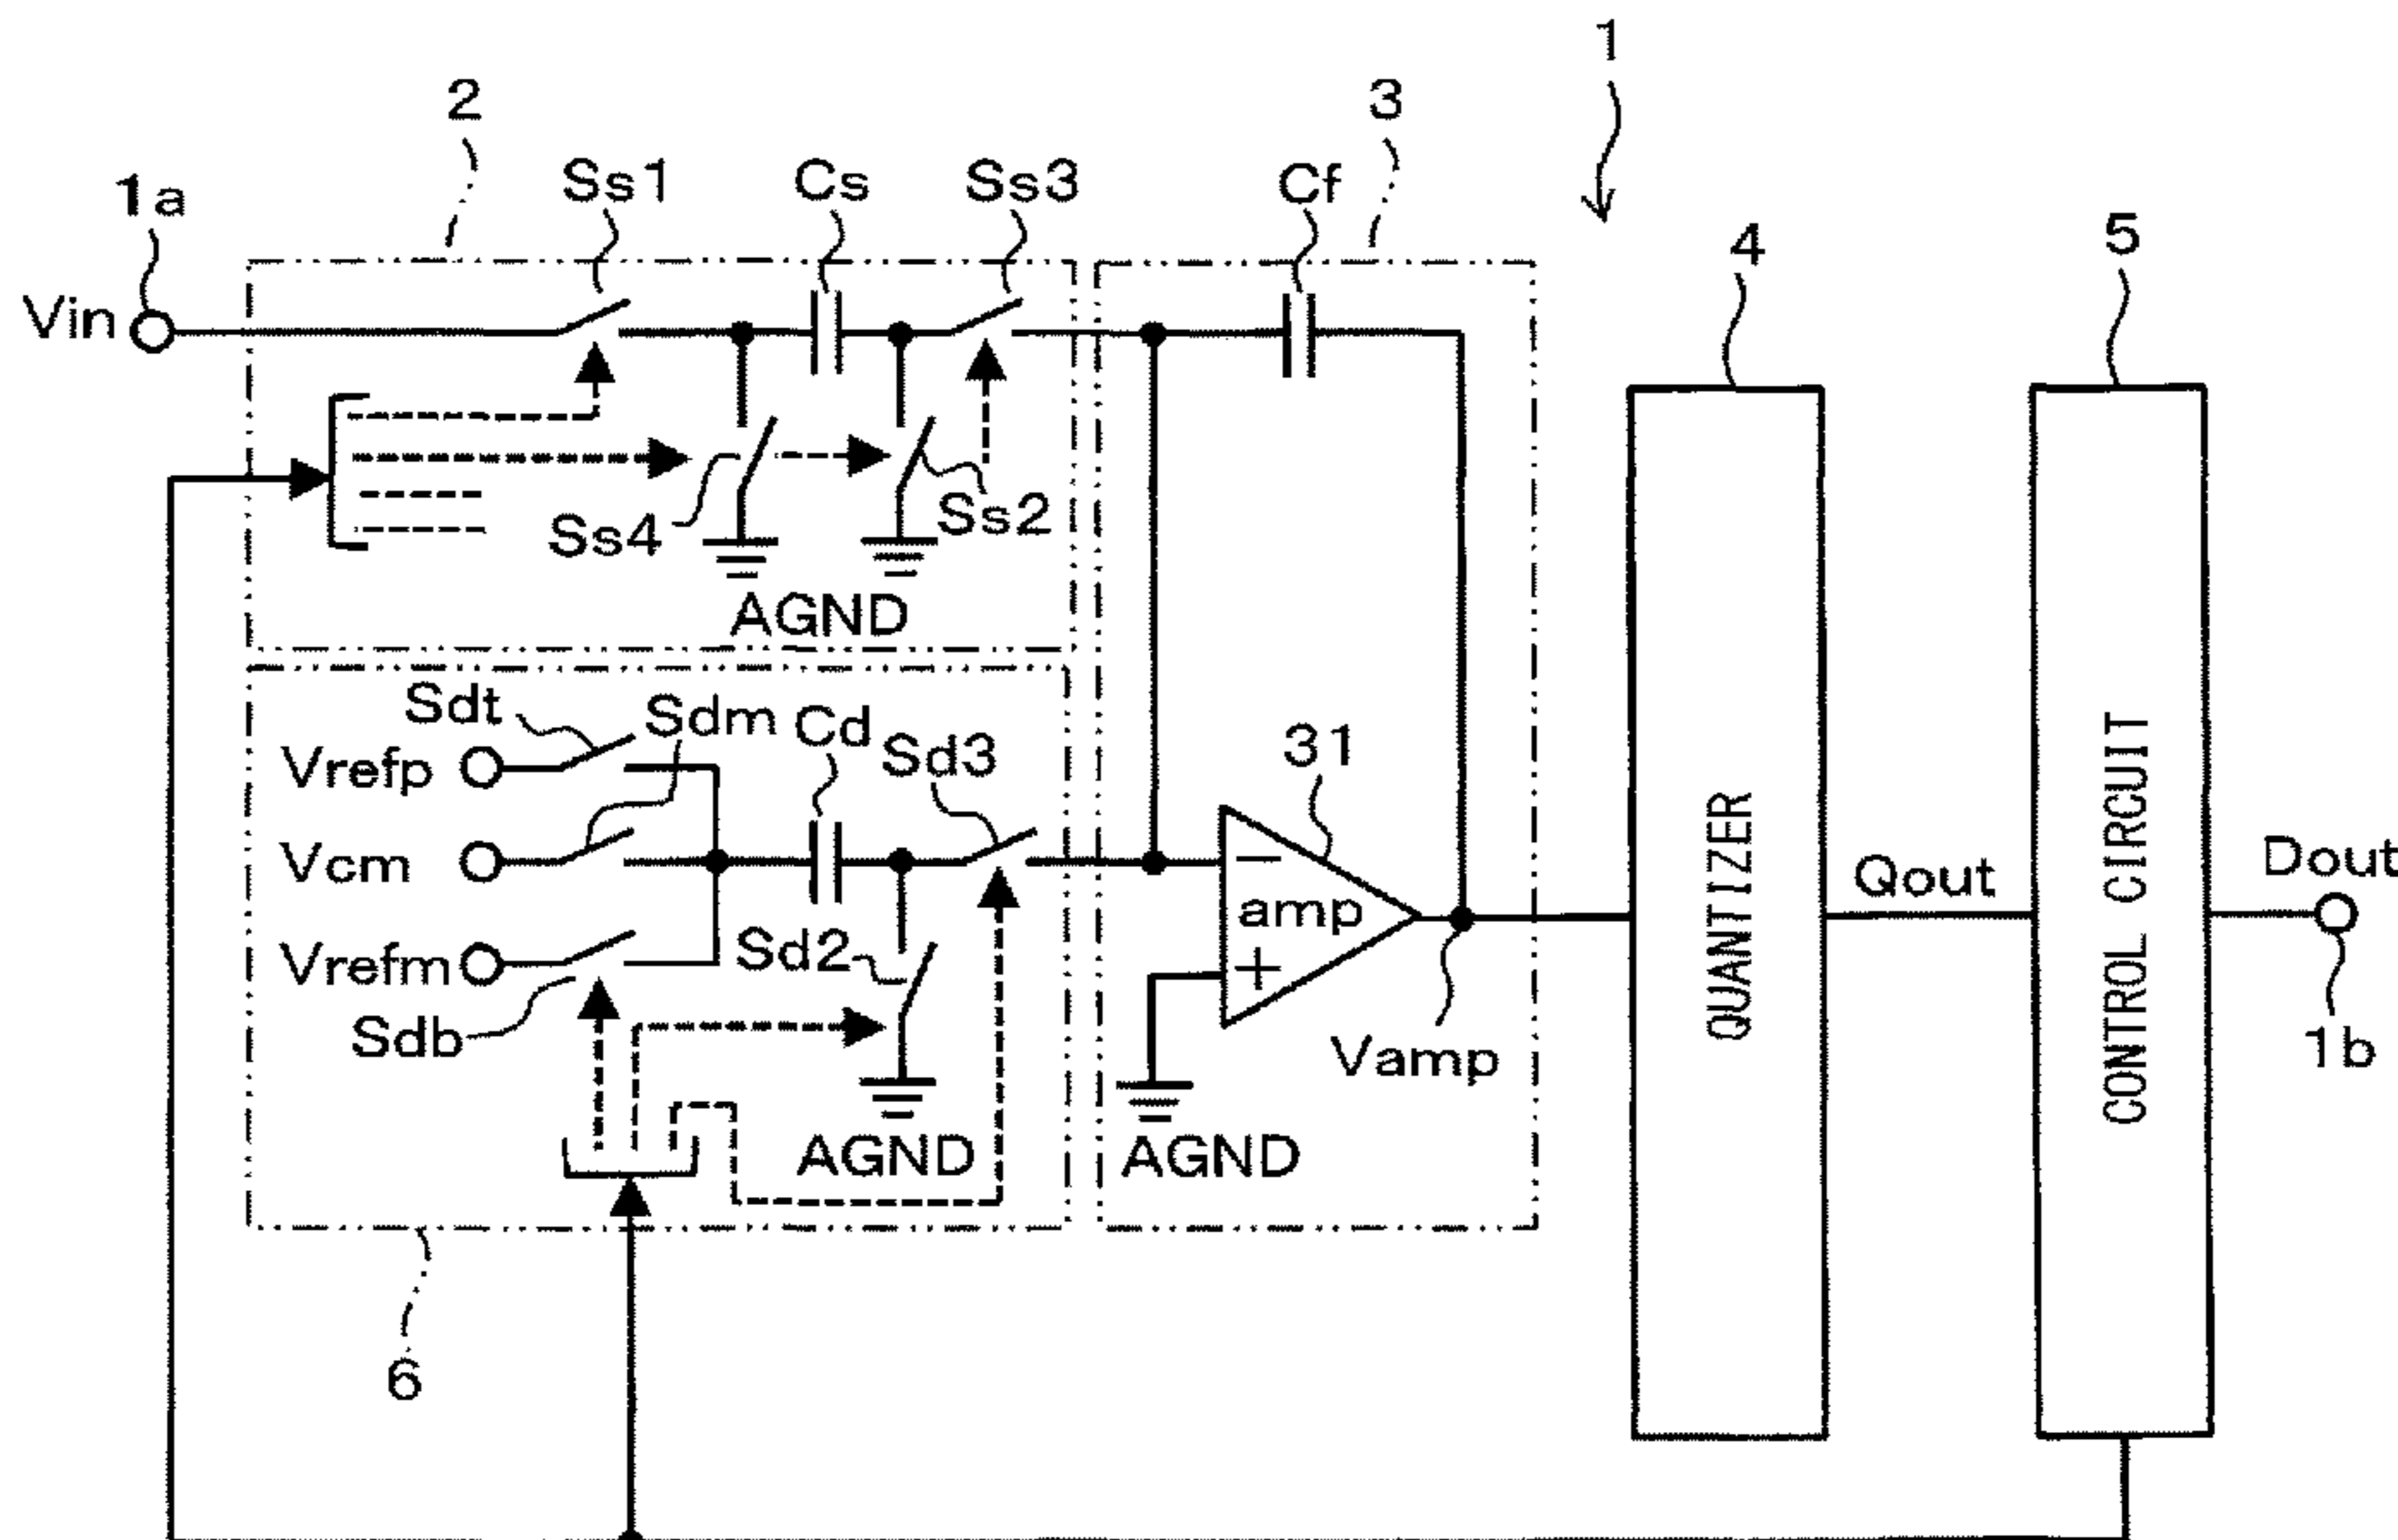 1
2
3
Ss1
Cs
Ss3
Cf
1a
4
5
Vin
Ss4
Ss2
AGND
Sdt
Sdm
Cd
Sd3
31
Vrefp
Vcm
amp
Qout
Dout
Vrefm
Sd2
Sdb
Vamp
1b
QUANTIZER
CONTROL CIRCUIT
AGND
AGND
6